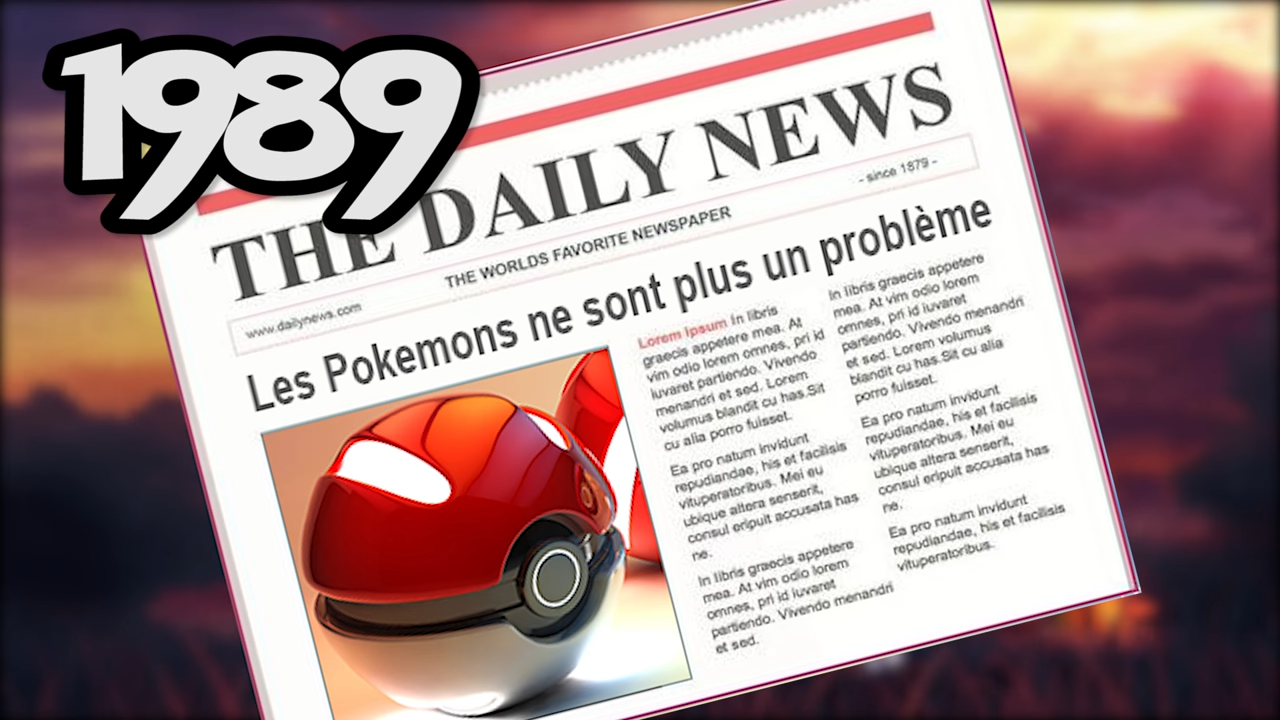 1989
THE DAILY NEWS
- since 1879 -
THE WORLDS FAVORITE NEWSPAPER
www.dailynews.com
Les Pokemons ne sont plus un problème
Lorem Ipsum In libris
graecis appetere mea. At
vim odio lorem omnes, pri id
iuvaret partiendo. Vivendo
menandri et sed. Lorem
volumus blandit cu has.Sit
cu alia porro fuisset.
Ea pro natum invidunt
repudiandae, his et facilisis
vituperatoribus. Mei eu
ubique altera senserit,
consul eripuit accusata has
ne.
In libris graecis appetere
mea. At vim odio lorem
omnes, pri id iuvaret
partiendo. Vivendo menandri
et sed.
In libris graecis appetere
mea. At vim odio lorem
omnes, pri id iuvaret
partiendo. Vivendo menandri
et sed. Lorem volumus
blandit cu has.Sit cu alia
porro fuisset.
Ea pro natum invidunt
repudiandae, his et facilisis
vituperatoribus. Mei eu
ubique altera senserit,
consul eripuit accusata has
ne.
Ea pro natum invidunt
repudiandae, his et facilisis
vituperatoribus.